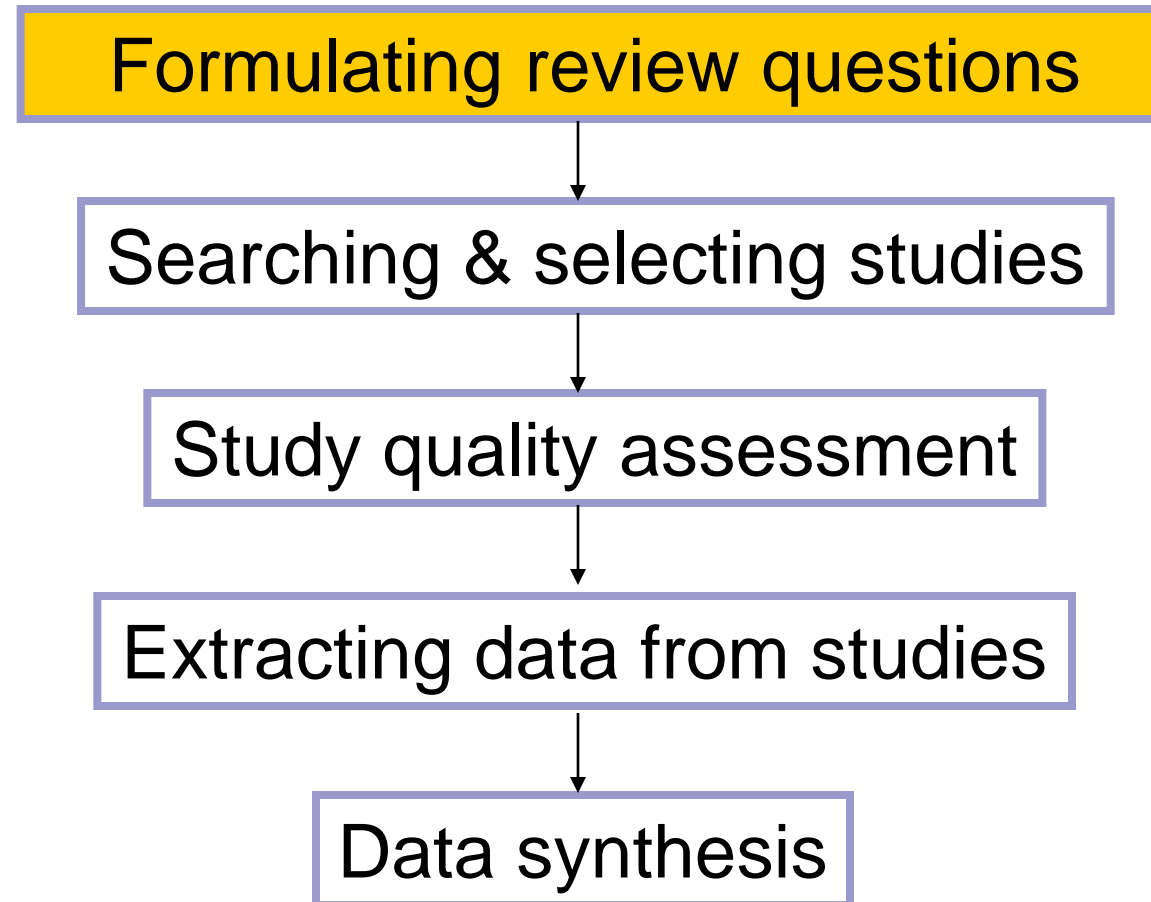 Formulating review questions
Searching & selecting studies
Study quality assessment
Extracting data from studies
Data synthesis